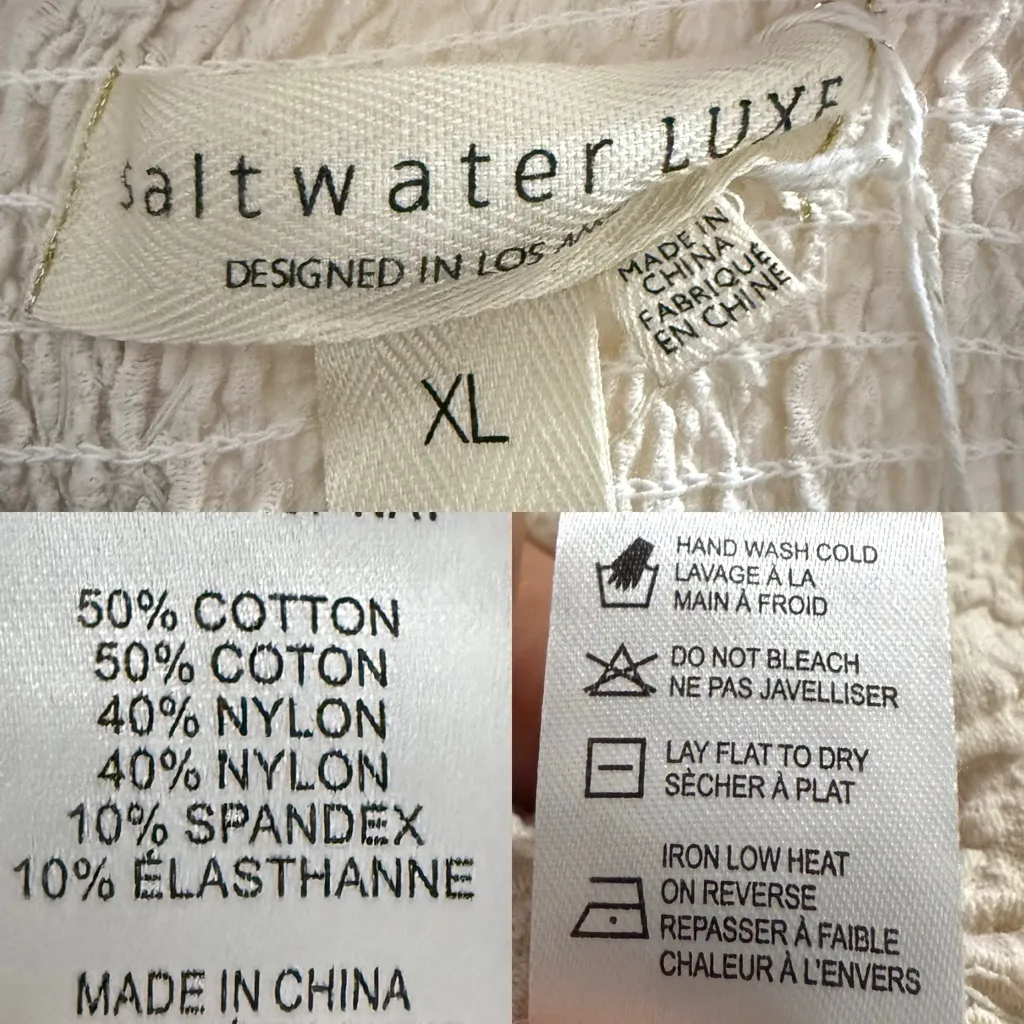 saltwater LUXE
DESIGNED IN LOS
MADE IN
CHINA
FABRIQUÉ
EN CHINE
XL
50% COTTON
50% COTON
40% NYLON
40% NYLON
10% SPANDEX
10% ÉLASTHANNE
MADE IN CHINA
HAND WASH COLD
LAVAGE À LA
MAIN À FROID
DO NOT BLEACH
NE PAS JAVELLISER
LAY FLAT TO DRY
SÈCHER À PLAT
IRON LOW HEAT
ON REVERSE
REPASSER À FAIBLE
CHALEUR À L'ENVERS